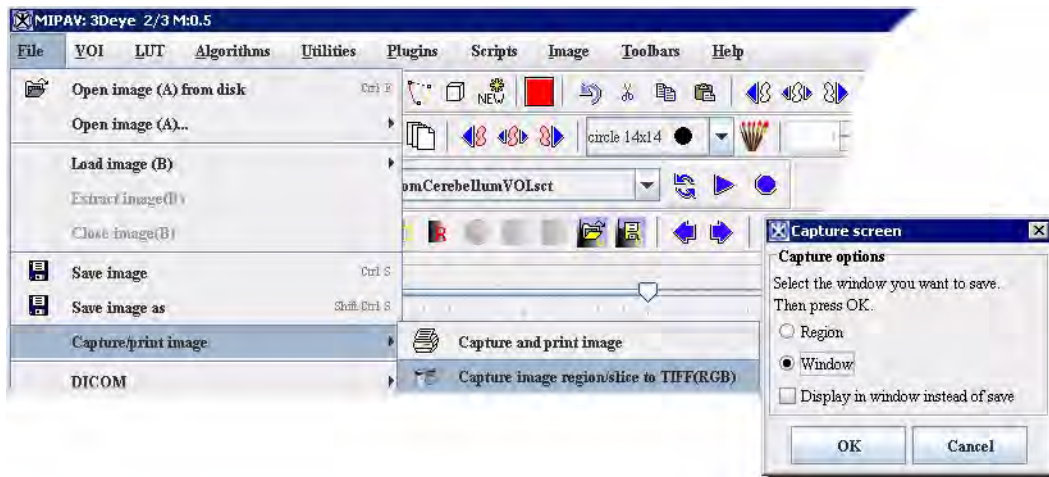 MIPAV: 3Deye 2/3 M:0.5
File VOI LUT Algorithms Utilities Plugins Scripts Image Toolbars Help
Open image (A) from disk
Open image (A)...
NEW
circle 14x14
Load image (B)
omCerebellumVOLsct
Extract image(B)
R
Close image(B)
Save image Ctrl S
Save image as Shift-Ctrl S
Capture/print image
Capture and print image
Capture image region/slice to TIFF(RGB)
DICOM
Capture screen
Capture options
Select the window you want to save.
Then press OK.
Region
Window
Display in window instead of save
OK Cancel